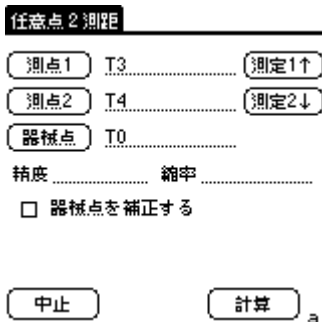 任意点2測距
測点1 T3 測定1↑
測点2 T4 測定2↓
器械点 T0
精度 縮率
器械点を補正する
中止 計算 a